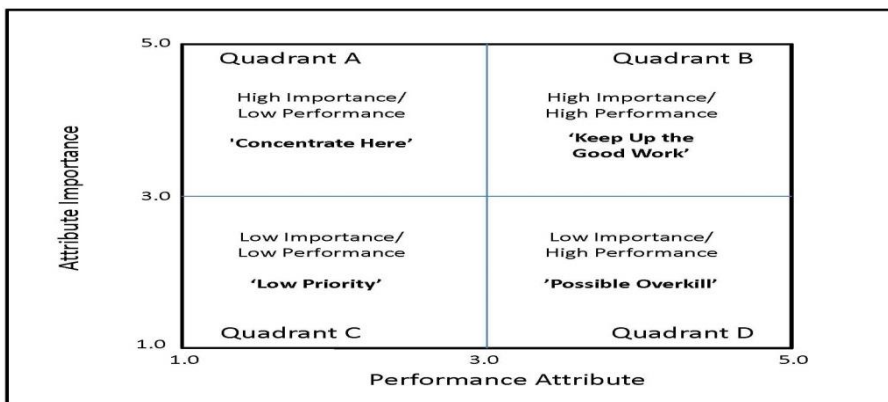 5.0
Quadrant A
Quadrant B
High Importance/
Low Performance
'Concentrate Here'
High Importance/
High Performance
‘Keep Up the
Good Work’
Attribute Importance
3.0
Low Importance/
Low Performance
‘Low Priority’
Low Importance/
High Performance
’Possible Overkill’
Quadrant C
Quadrant D
1.0
1.0
3.0
5.0
Performance Attribute